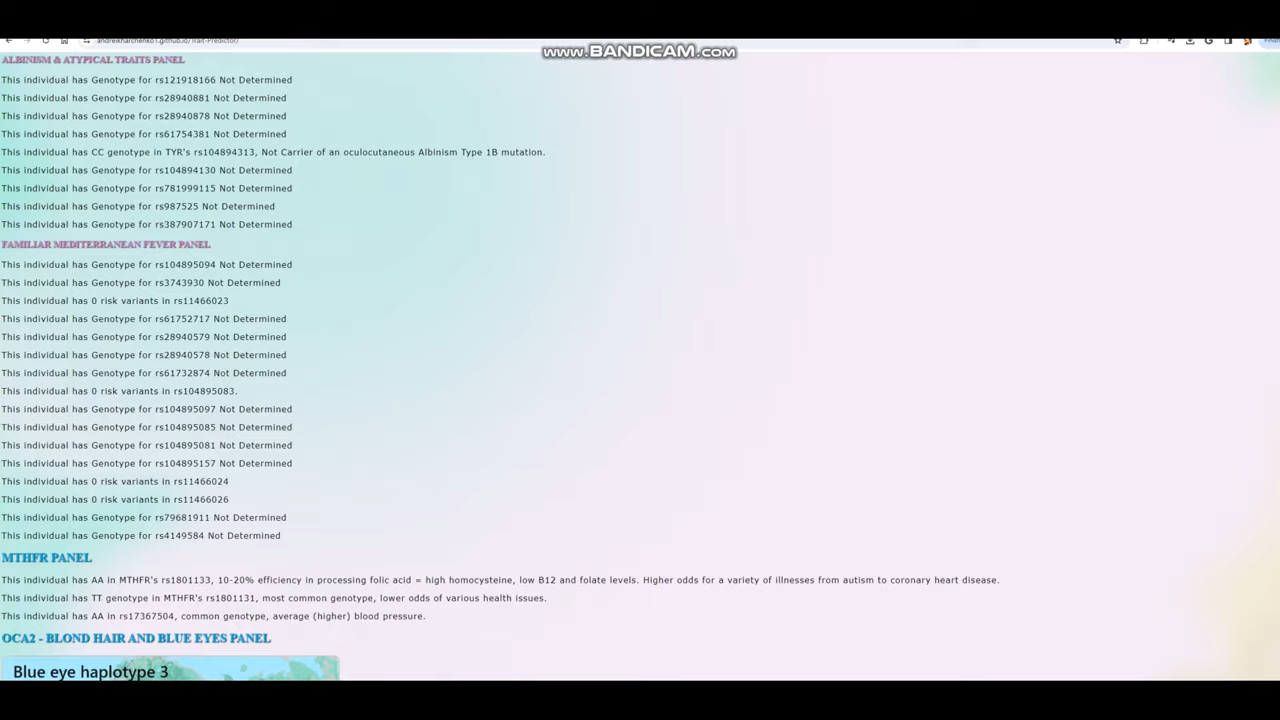 andreikharchenko1.github.io/Trait-Predictor/
www.BANDICAM.com
ALBINISM & ATYPICAL TRAITS PANEL
This individual has Genotype for rs121918166 Not Determined
This individual has Genotype for rs28940881 Not Determined
This individual has Genotype for rs28940878 Not Determined
This individual has Genotype for rs61754381 Not Determined
This individual has CC genotype in TYR's rs104894313, Not Carrier of an oculocutaneous Albinism Type 1B mutation.
This individual has Genotype for rs104894130 Not Determined
This individual has Genotype for rs781999115 Not Determined
This individual has Genotype for rs987525 Not Determined
This individual has Genotype for rs387907171 Not Determined
FAMILIAR MEDITERRANEAN FEVER PANEL
This individual has Genotype for rs104895094 Not Determined
This individual has Genotype for rs3743930 Not Determined
This individual has 0 risk variants in rs11466023
This individual has Genotype for rs61752717 Not Determined
This individual has Genotype for rs28940579 Not Determined
This individual has Genotype for rs28940578 Not Determined
This individual has Genotype for rs61732874 Not Determined
This individual has 0 risk variants in rs104895083.
This individual has Genotype for rs104895097 Not Determined
This individual has Genotype for rs104895085 Not Determined
This individual has Genotype for rs104895081 Not Determined
This individual has Genotype for rs104895157 Not Determined
This individual has 0 risk variants in rs11466024
This individual has 0 risk variants in rs11466026
This individual has Genotype for rs79681911 Not Determined
This individual has Genotype for rs4149584 Not Determined
MTHFR PANEL
This individual has AA in MTHFR's rs1801133, 10-20% efficiency in processing folic acid = high homocysteine, low B12 and folate levels. Higher odds for a variety of illnesses from autism to coronary heart disease.
This individual has TT genotype in MTHFR's rs1801131, most common genotype, lower odds of various health issues.
This individual has AA in rs17367504, common genotype, average (higher) blood pressure.
OCA2 - BLOND HAIR AND BLUE EYES PANEL
Blue eye haplotype 3